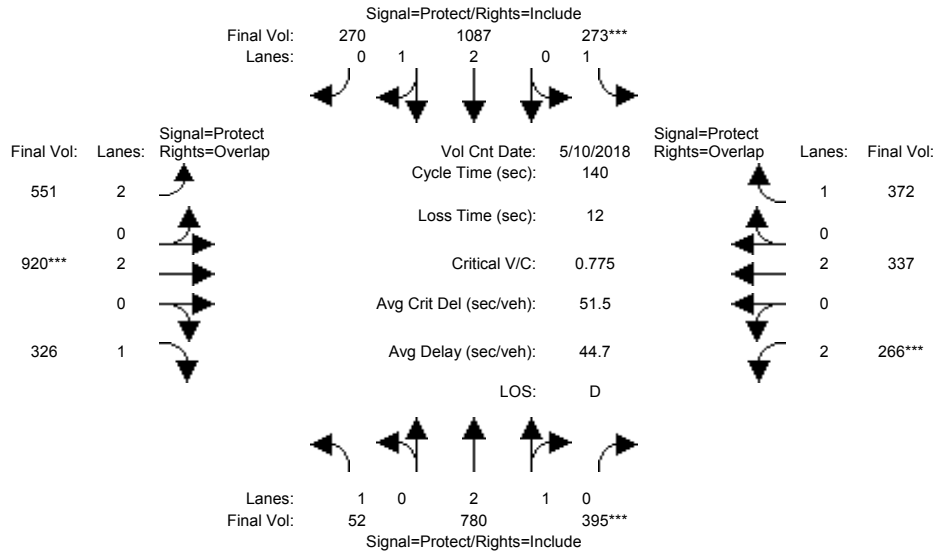 Signal=Protect/Rights=Include
Final Vol: 270 1087 273***
Lanes: 0 1 2 0 1
Signal=Protect Signal=Protect
Final Vol: Lanes: Rights=Overlap Vol Cnt Date: 5/10/2018 Rights=Overlap Lanes: Final Vol:
Cycle Time (sec): 140
551 2 1 372
Loss Time (sec): 12
0 0
920*** 2 Critical V/C: 0.775 2 337
0 Avg Crit Del (sec/veh): 51.5 0
326 1 Avg Delay (sec/veh): 44.7 2 266***
LOS: D
Lanes: 1 0 2 1 0
Final Vol: 52 780 395***
Signal=Protect/Rights=Include